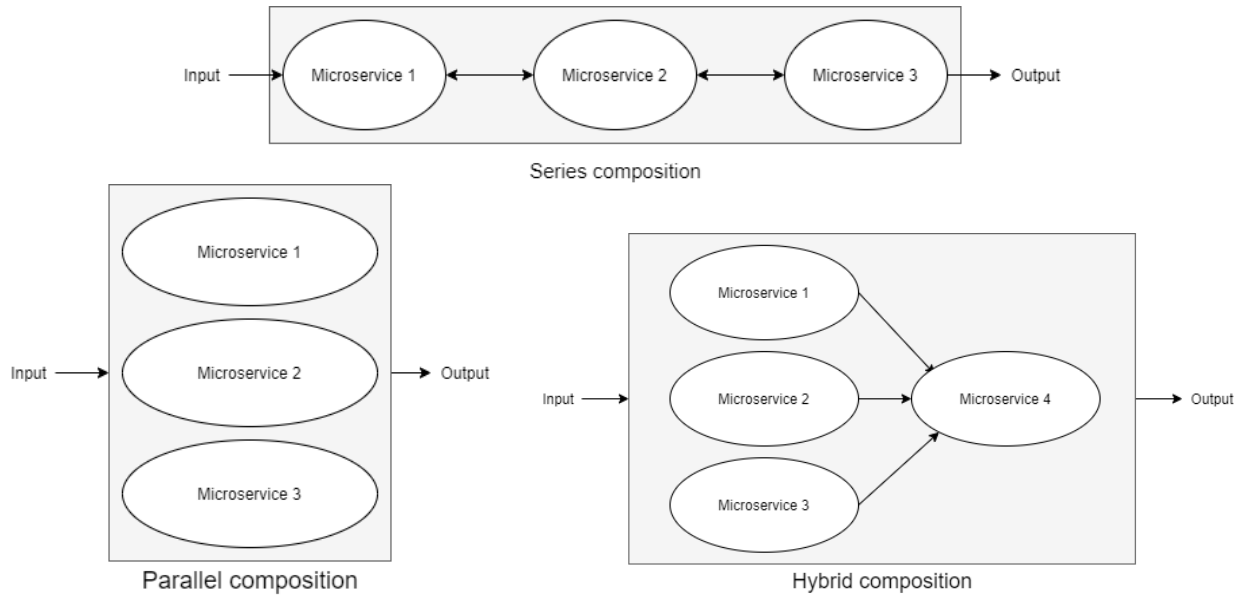 Input
Microservice 1
Microservice 2
Microservice 3
Output
Series composition
Microservice 1
Input
Microservice 2
Output
Microservice 3
Parallel composition
Microservice 1
Input
Microservice 2
Microservice 4
Output
Microservice 3
Hybrid composition